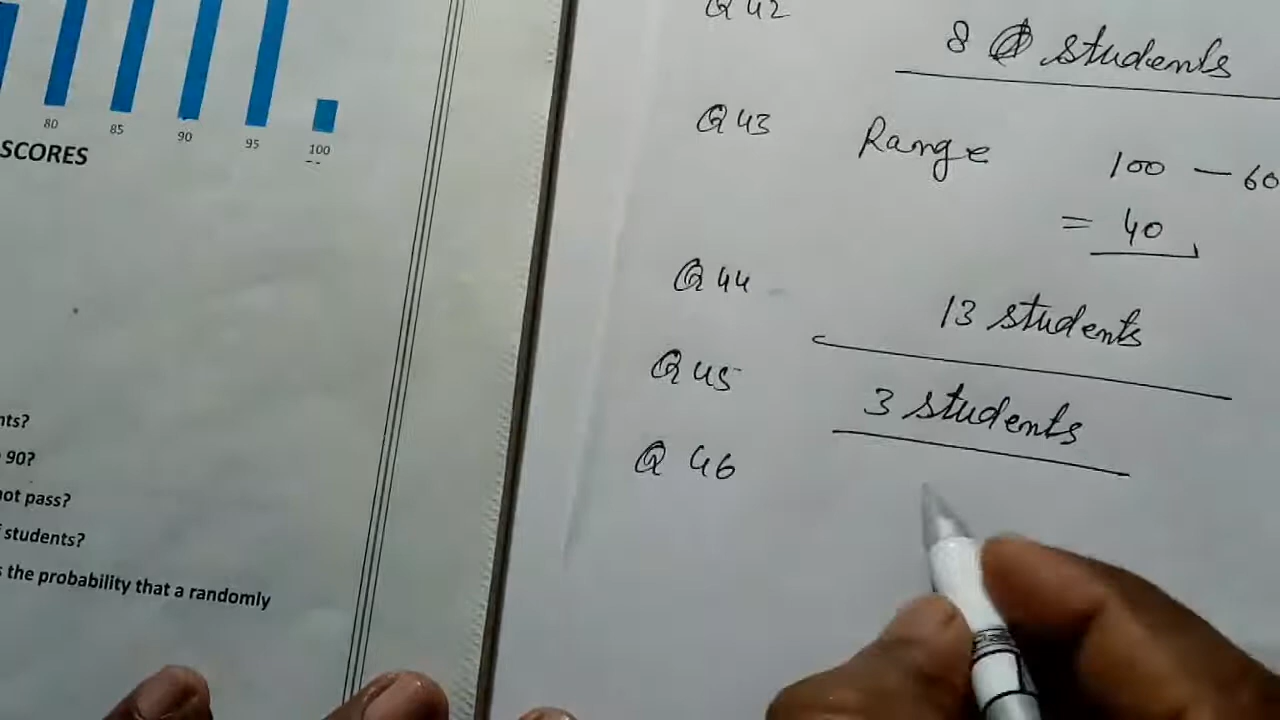 80 85 90 95 100
SCORES
nts?
90?
not pass?
students?
s the probability that a randomly
Q 42
8 students
Q 43 Range 100 — 60
= 40
Q 44
13 students
Q 45
3 students
Q 46